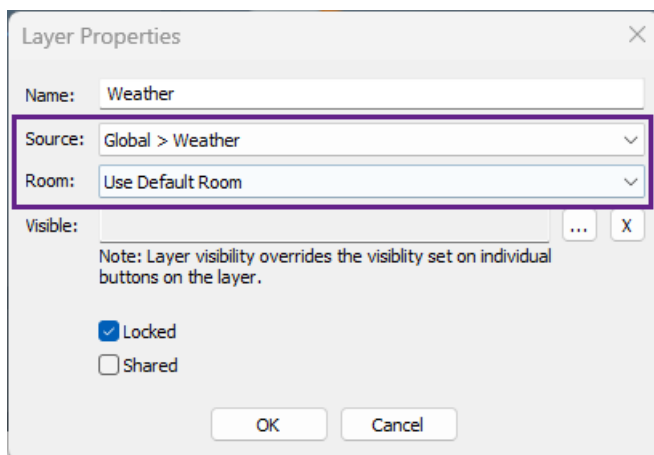 Layer Properties
Name: Weather
Source: Global > Weather
Room: Use Default Room
Visible: ... X
Note: Layer visibility overrides the visiblity set on individual
buttons on the layer.
Locked
Shared
OK Cancel